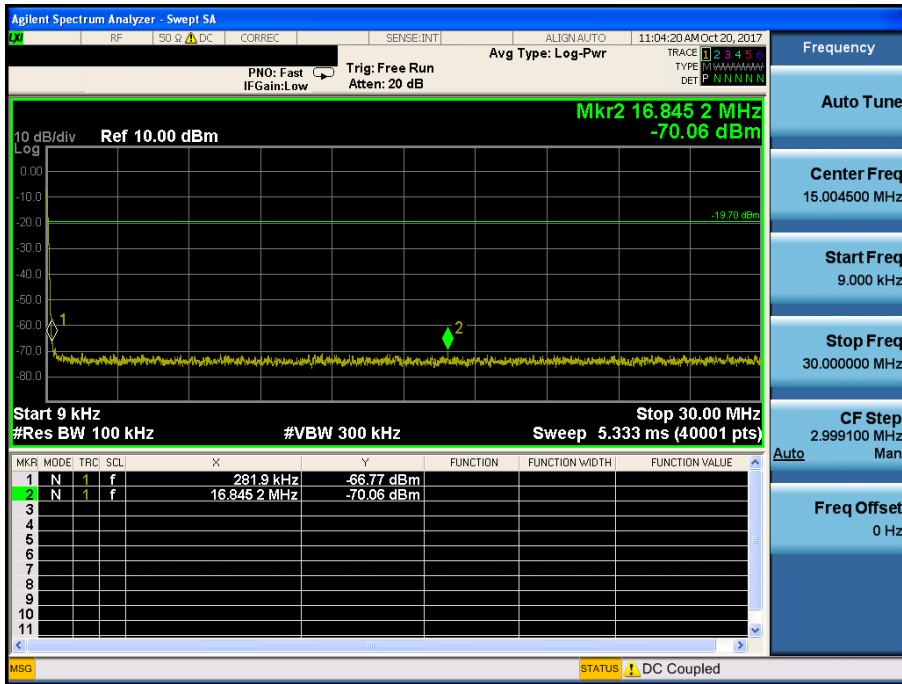 Agilent Spectrum Analyzer - Swept SA
LXI RF 50 Ω DC CORREC SENSE:INT ALIGN AUTO 11:04:20 AM Oct 20, 2017
PNO: Fast
IFGain:Low
Trig: Free Run
Atten: 20 dB
Avg Type: Log-Pwr
TRACE 1 2 3 4 5 6
TYPE M
DET P N N N N N
Mkr2 16.845 2 MHz
-70.06 dBm
10 dB/div Ref 10.00 dBm
Log
0.00
-10.0
-20.0
-30.0
-40.0
-50.0
-60.0
-70.0
-80.0
-19.70 dBm
1
2
Start 9 kHz Stop 30.00 MHz
#Res BW 100 kHz #VBW 300 kHz Sweep 5.333 ms (40001 pts)
MKR MODE TRC SCL X Y FUNCTION FUNCTION WIDTH FUNCTION VALUE
1 N 1 f 281.9 kHz -66.77 dBm
2 N 1 f 16.845 2 MHz -70.06 dBm
3
4
5
6
7
8
9
10
11
MSG STATUS DC Coupled
Frequency
Auto Tune
Center Freq
15.004500 MHz
Start Freq
9.000 kHz
Stop Freq
30.000000 MHz
CF Step
2.999100 MHz
Auto Man
Freq Offset
0 Hz